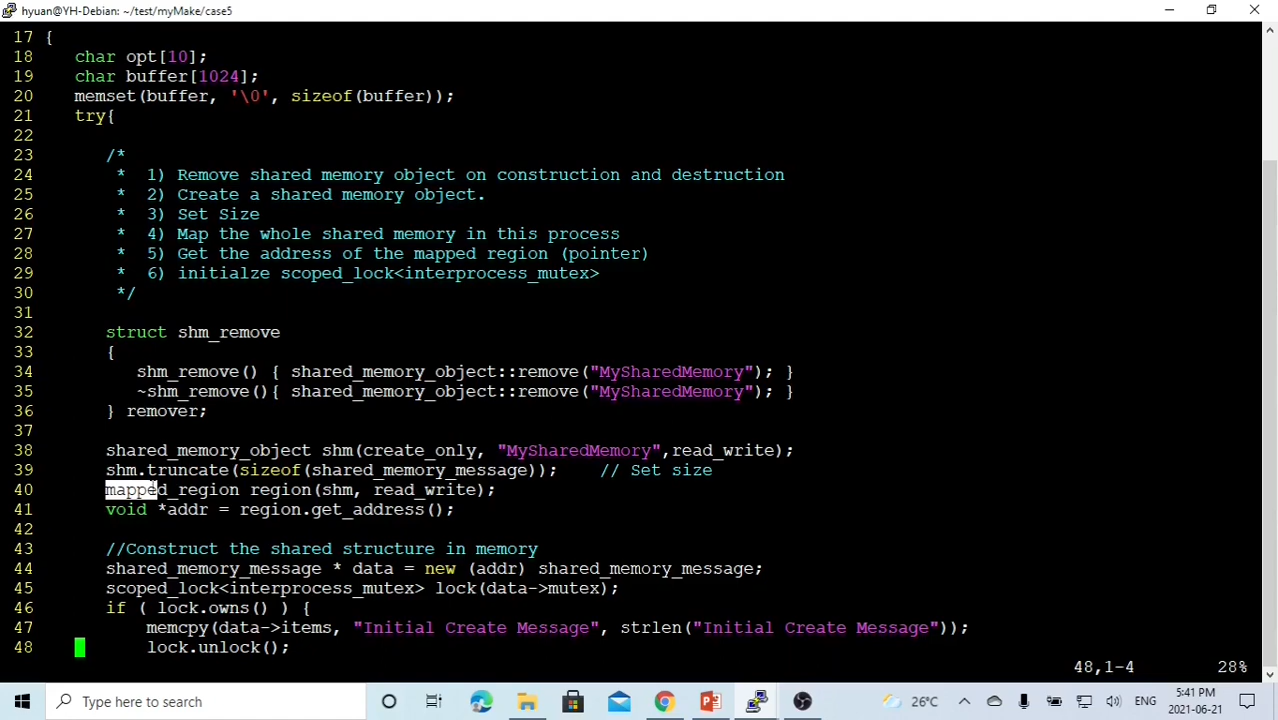 hyuan@YH-Debian: ~/test/myMake/case5
17 {
18    char opt[10];
19    char buffer[1024];
20    memset(buffer, '\0', sizeof(buffer));
21    try{
22
23       /*
24        *  1) Remove shared memory object on construction and destruction
25        *  2) Create a shared memory object.
26        *  3) Set Size
27        *  4) Map the whole shared memory in this process
28        *  5) Get the address of the mapped region (pointer)
29        *  6) initialze scoped_lock<interprocess_mutex>
30        */
31
32       struct shm_remove
33       {
34          shm_remove() { shared_memory_object::remove("MySharedMemory"); }
35          ~shm_remove(){ shared_memory_object::remove("MySharedMemory"); }
36       } remover;
37
38       shared_memory_object shm(create_only, "MySharedMemory",read_write);
39       shm.truncate(sizeof(shared_memory_message));    // Set size
40       mapped_region region(shm, read_write);
41       void *addr = region.get_address();
42
43       //Construct the shared structure in memory
44       shared_memory_message * data = new (addr) shared_memory_message;
45       scoped_lock<interprocess_mutex> lock(data->mutex);
46       if ( lock.owns() ) {
47           memcpy(data->items, "Initial Create Message", strlen("Initial Create Message"));
48           lock.unlock();
48,1-4 28%
Type here to search
26°C
ENG
5:41 PM
2021-06-21